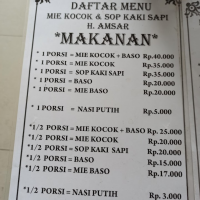 DAFTAR MENU
MIE KOCOK & SOP KAKI SAPI
H. AMSAR
*MAKANAN*
* 1 PORSI = MIE KOCOK + BASO Rp.40.000
* 1 PORSI = MIE KOCOK Rp.35.000
* 1 PORSI = SOP KAKI SAPI Rp.35.000
* 1 PORSI = BASO Rp.20.000
* 1 PORSI = MIE BASO Rp.20.000
* 1 PORSI = NASI PUTIH Rp.5.000
*1/2 PORSI = MIE KOCOK + BASO Rp.25.000
*1/2 PORSI = MIE KOCOK Rp.20.000
*1/2 PORSI = SOP KAKI SAPI Rp.20.000
*1/2 PORSI = BASO Rp.15.000
*1/2 PORSI = MIE BASO Rp.17.000
*1/2 PORSI = NASI PUTIH Rp.3.000